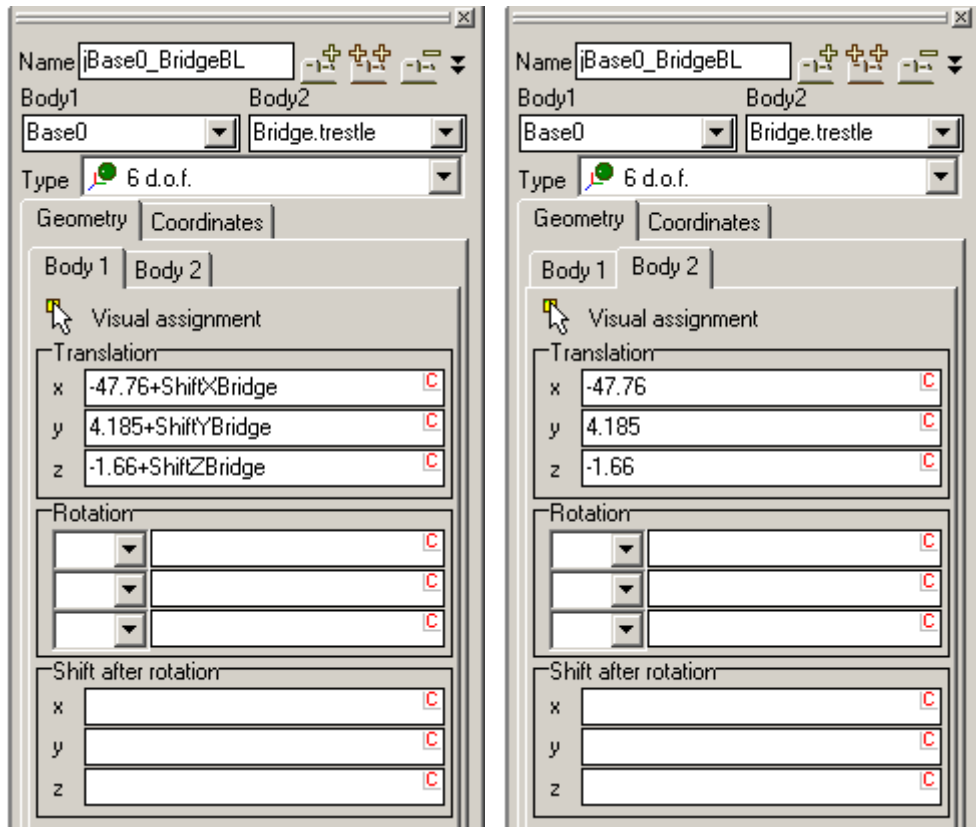 Name jBase0_BridgeBL
Body1 Body2
Base0 Bridge.trestle
Type 6 d.o.f.
Geometry Coordinates
Body 1 Body 2
Visual assignment
Translation
x -47.76+ShiftXBridge C
y 4.185+ShiftYBridge C
z -1.66+ShiftZBridge C
Rotation
C
C
C
Shift after rotation
x C
y C
z C
Name jBase0_BridgeBL
Body1 Body2
Base0 Bridge.trestle
Type 6 d.o.f.
Geometry Coordinates
Body 1 Body 2
Visual assignment
Translation
x -47.76 C
y 4.185 C
z -1.66 C
Rotation
C
C
C
Shift after rotation
x C
y C
z C